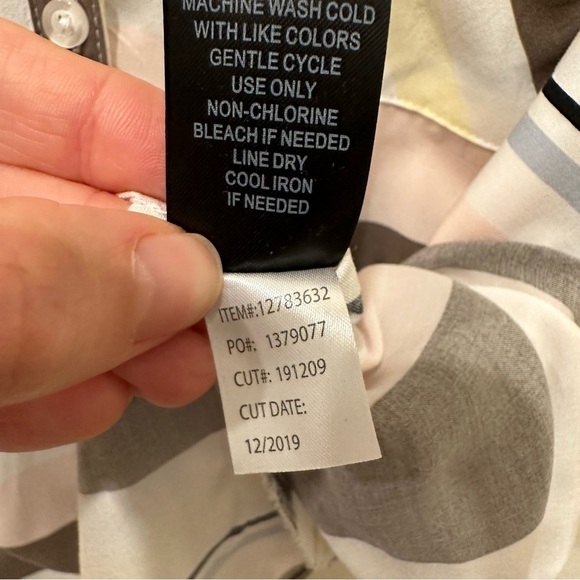 MACHINE WASH COLD
WITH LIKE COLORS
GENTLE CYCLE
USE ONLY
NON-CHLORINE
BLEACH IF NEEDED
LINE DRY
COOL IRON
IF NEEDED
ITEM#:12783632
PO#: 1379077
CUT#: 191209
CUT DATE:
12/2019